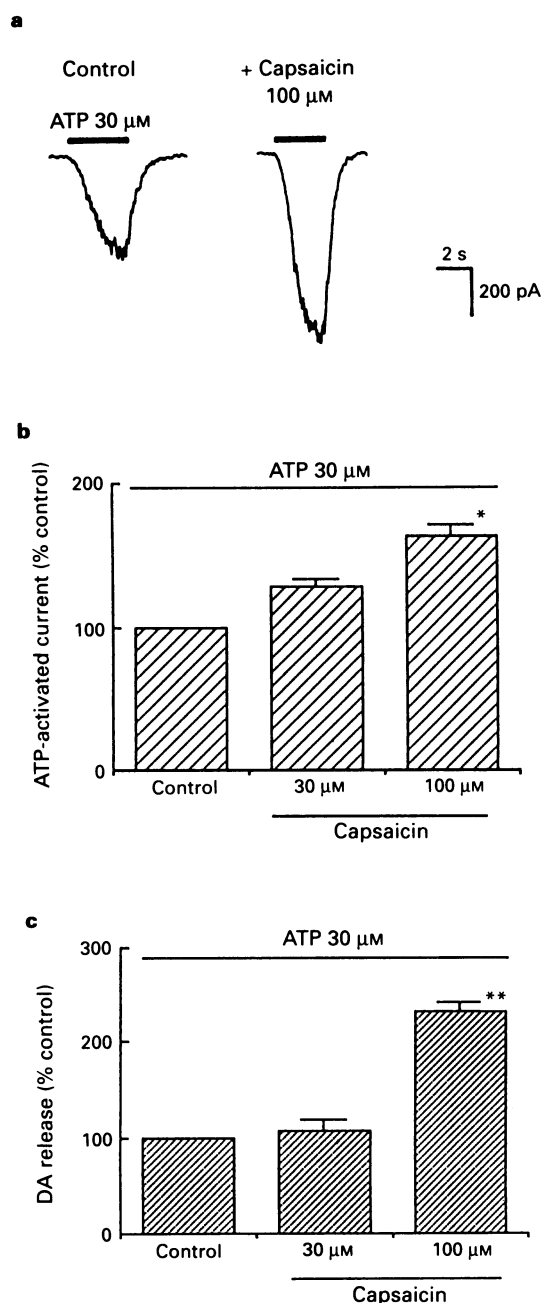 a
Control
+ Capsaicin
100 μM
ATP 30 μM
2 s
200 pA
b
ATP-activated current (% control)
ATP 30 μM
200
100
0
*
Control
30 μM
100 μM
Capsaicin
c
DA release (% control)
ATP 30 μM
300
200
100
0
**
Control
30 μM
100 μM
Capsaicin